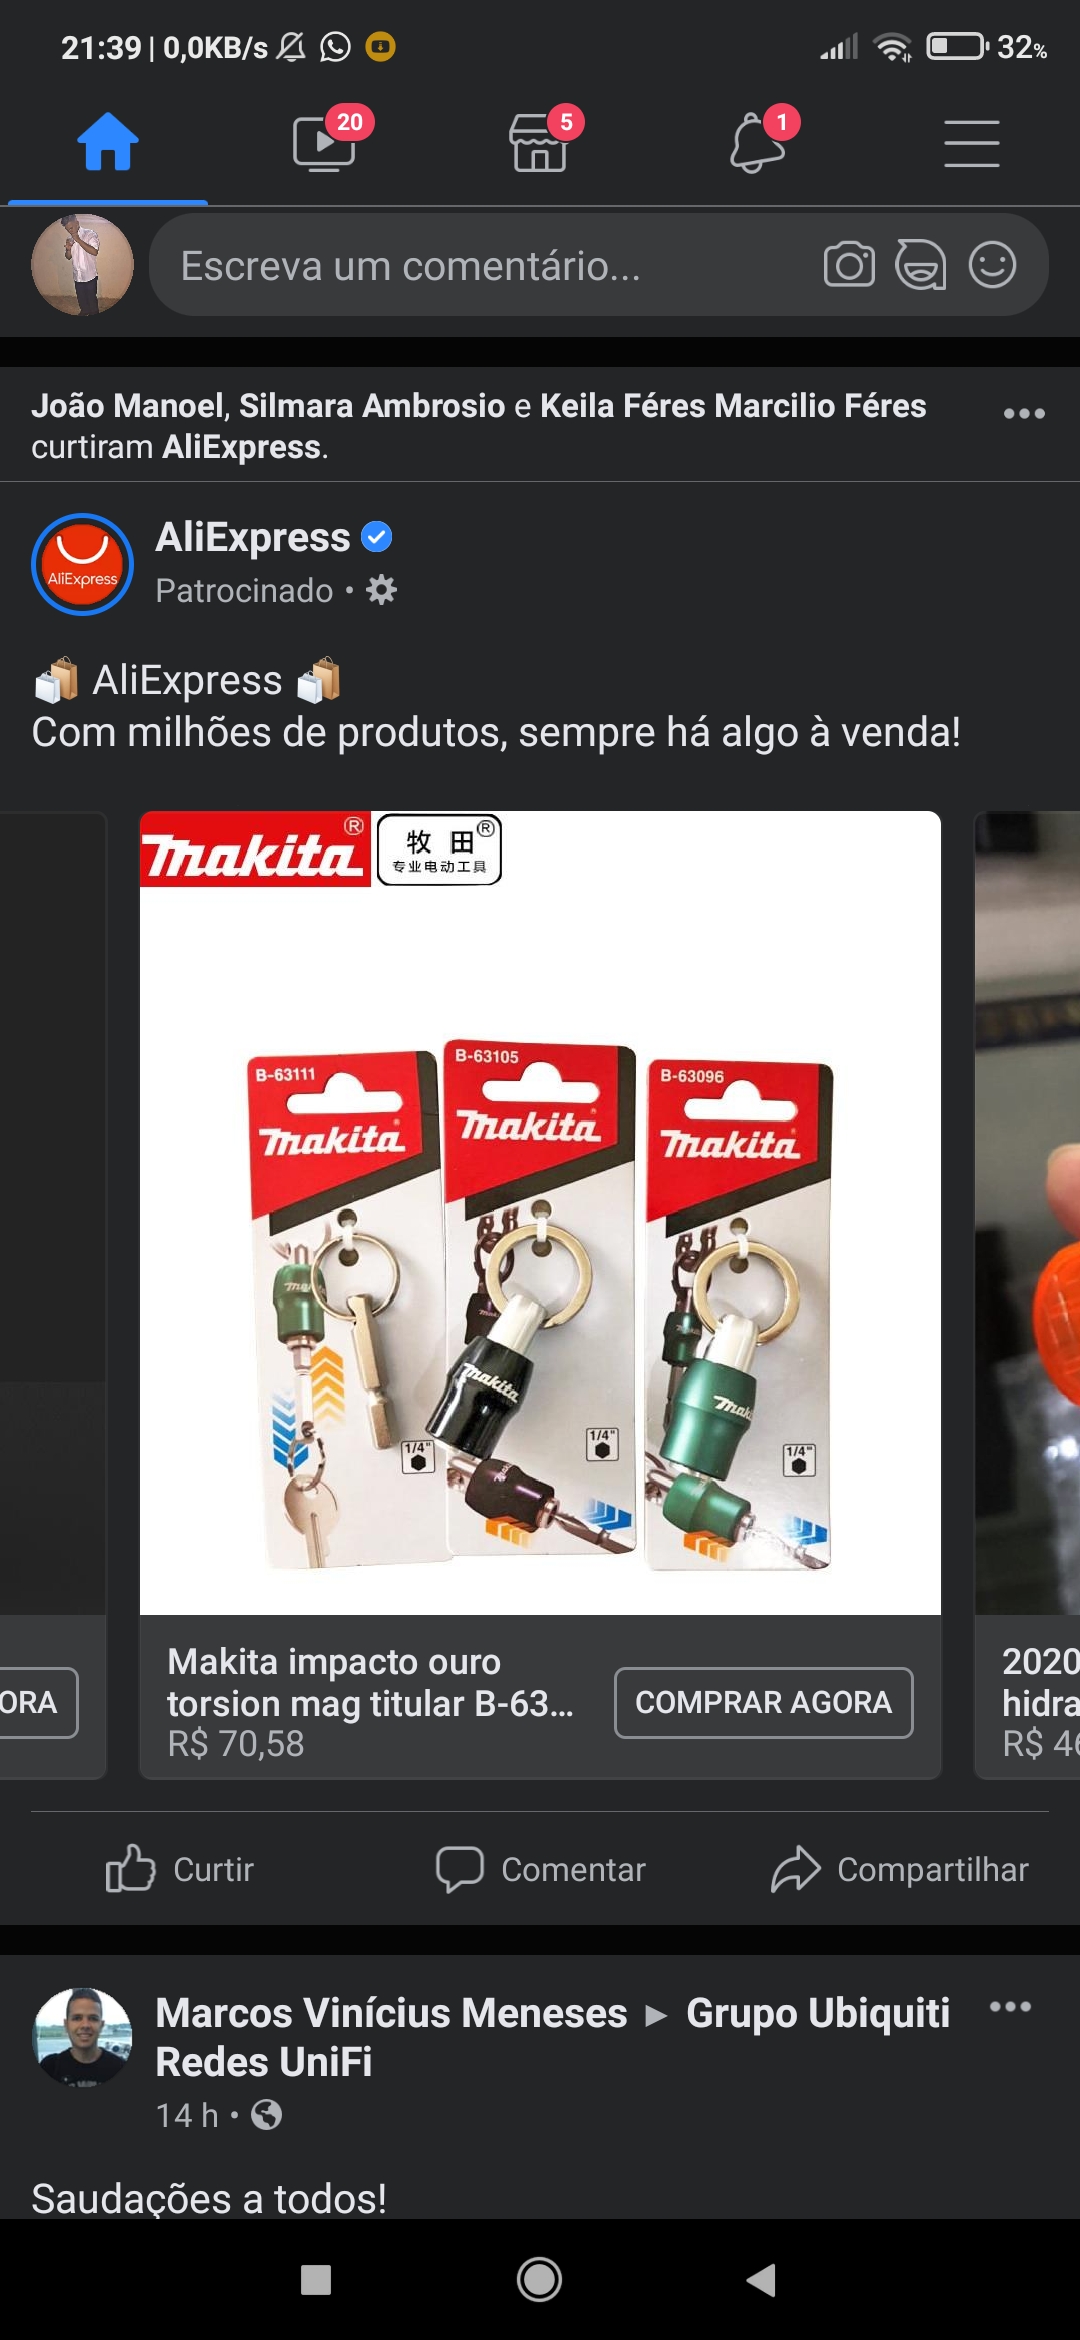 21:39 | 0,0KB/s
32%
20
5
1
Escreva um comentário...
João Manoel, Silmara Ambrosio e Keila Féres Marcilio Féres
curtiram AliExpress.
AliExpress
AliExpress
Patrocinado •
AliExpress
Com milhões de produtos, sempre há algo à venda!
makita®
牧田®
专业电动工具
B-63111
makita
B-63105
makita
B-63096
makita
makita
makita
1/4"
1/4"
1/4"
ORA
Makita impacto ouro
torsion mag titular B-63...
R$ 70,58
COMPRAR AGORA
2020
hidra
R$ 46
Curtir
Comentar
Compartilhar
Marcos Vinícius Meneses ▸ Grupo Ubiquiti
Redes UniFi
14 h •
Saudações a todos!